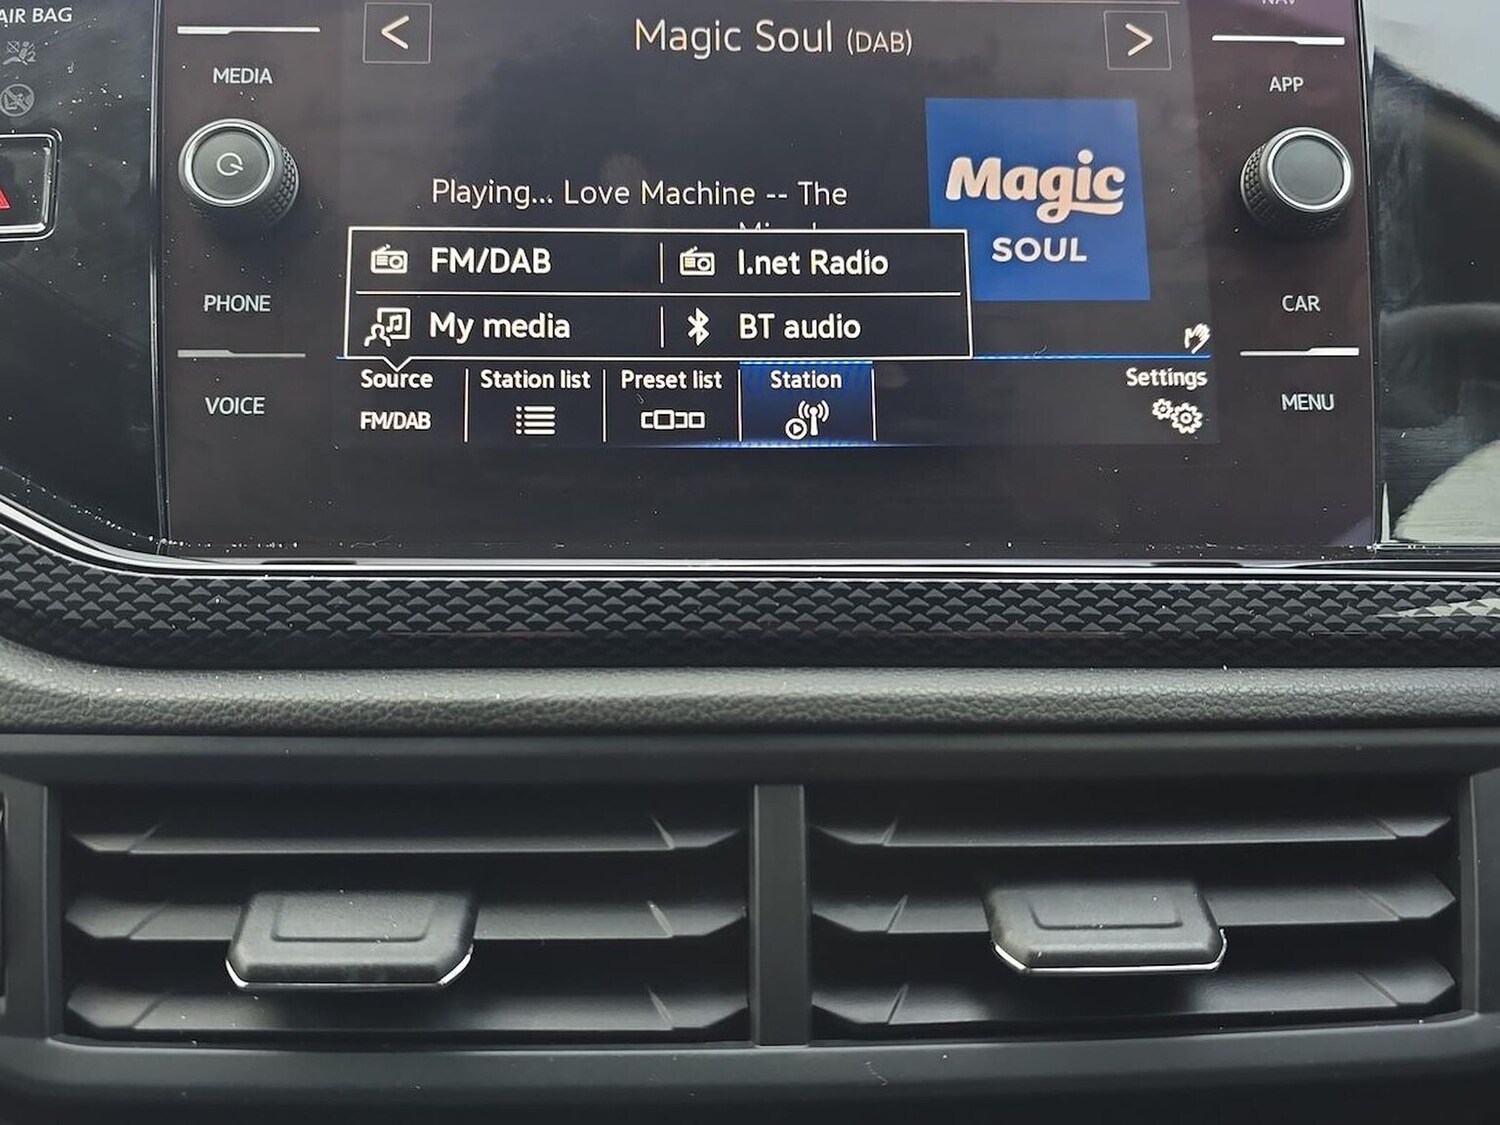 AIR BAG
MEDIA
PHONE
VOICE
Magic Soul (DAB)
Playing... Love Machine -- The
Magic
SOUL
FM/DAB
I.net Radio
My media
BT audio
Source
FM/DAB
Station list
Preset list
Station
Settings
NAV
APP
CAR
MENU